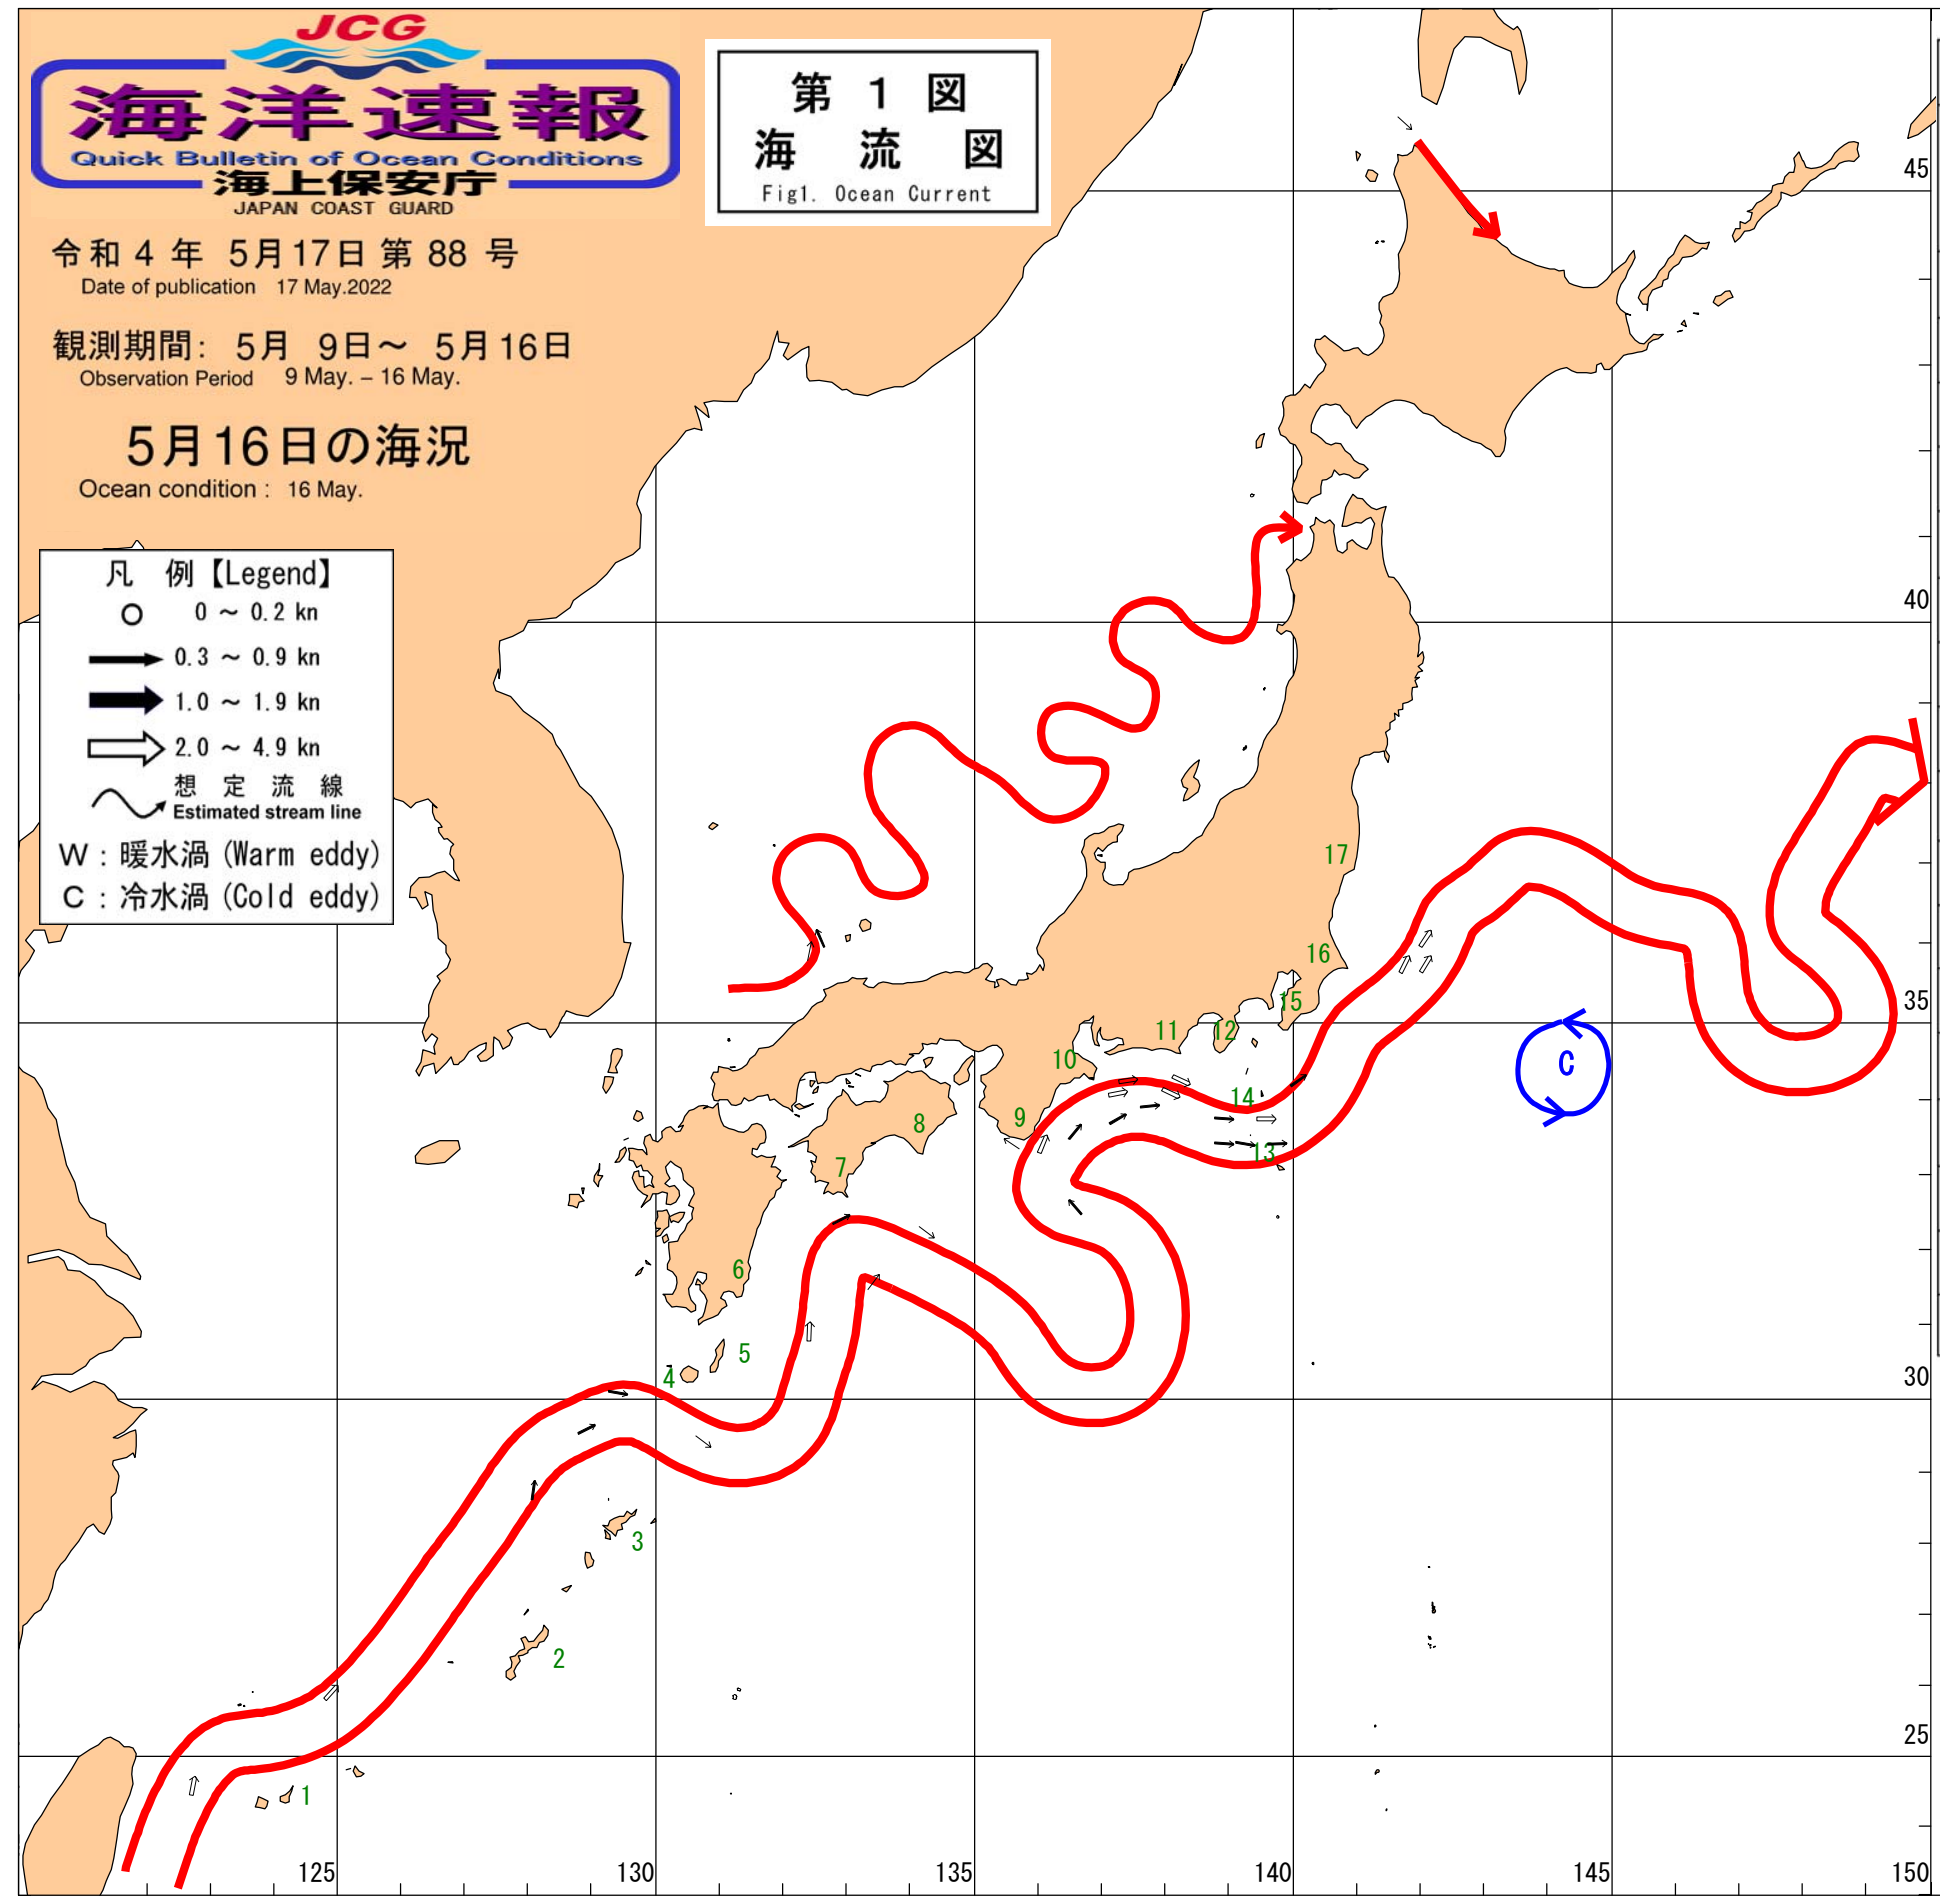 JCG
海洋速報
Quick Bulletin of Ocean Conditions
海上保安庁
JAPAN COAST GUARD
第 1 図
海 流 図
Fig1. Ocean Current
令和 4 年 5月17日 第 88 号
Date of publication 17 May.2022
観測期間: 5月 9日～ 5月16日
Observation Period 9 May. – 16 May.
5月16日の海況
Ocean condition : 16 May.
凡 例【Legend】
0 ～ 0.2 kn
0.3 ～ 0.9 kn
1.0 ～ 1.9 kn
2.0 ～ 4.9 kn
想 定 流 線
Estimated stream line
W : 暖水渦 (Warm eddy)
C : 冷水渦 (Cold eddy)
45
40
17
16
35
15
11
12
10
C
14
9
8
13
7
6
5
4
30
3
2
25
1
125
130
135
140
145
150